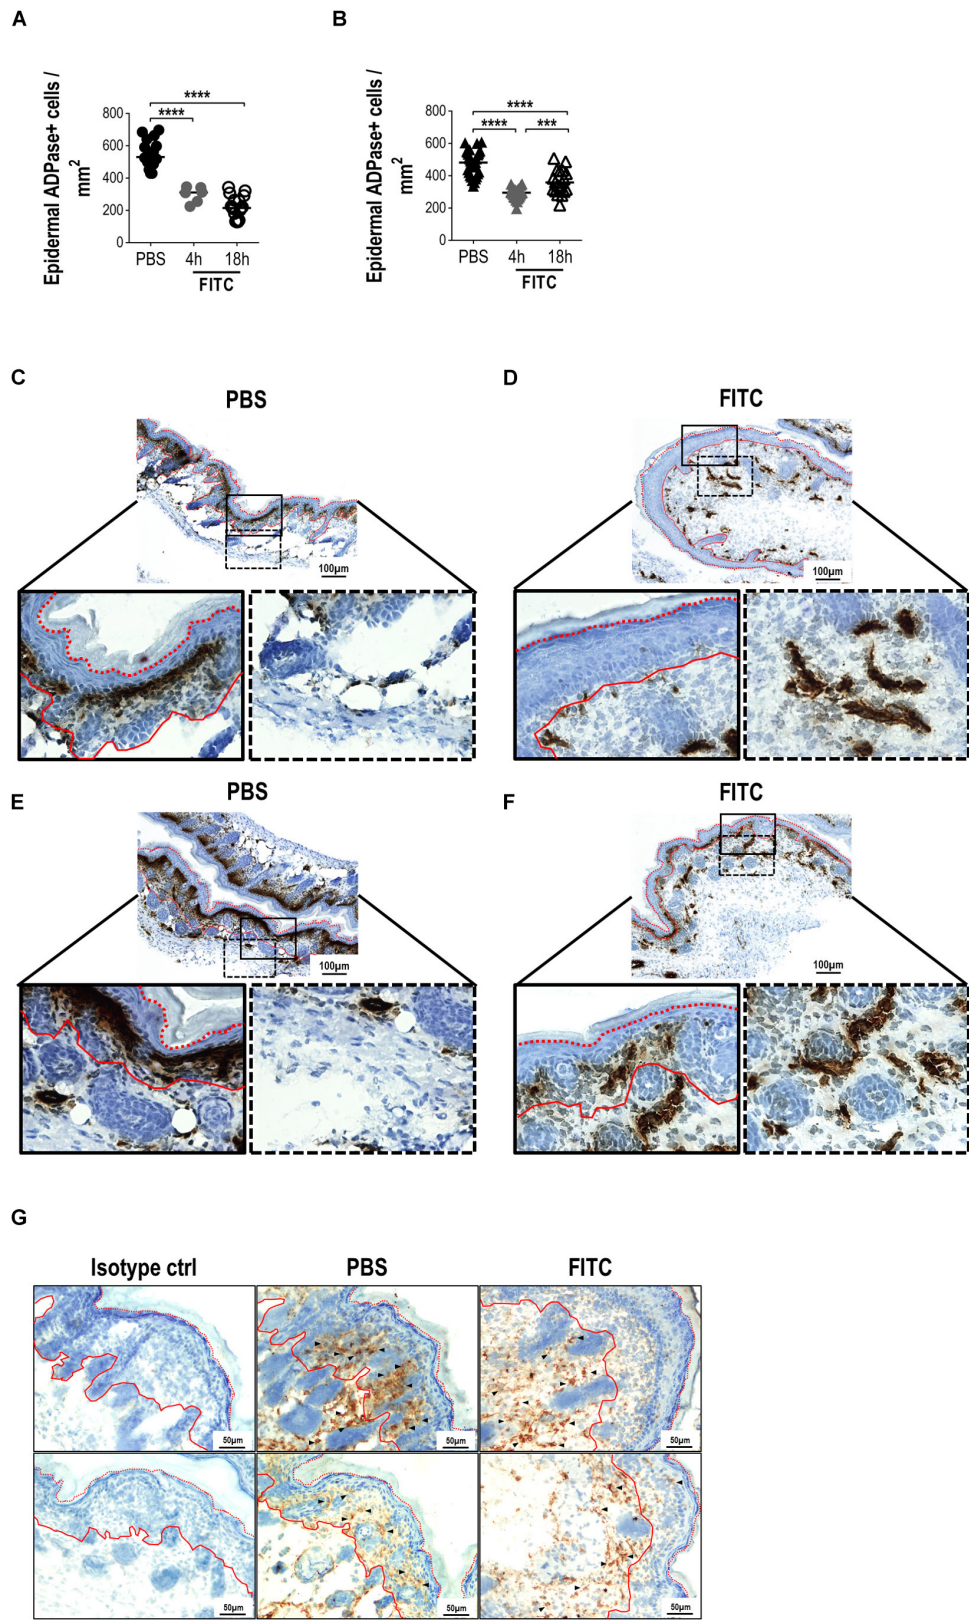 A
B
Epidermal ADPase+ cells /
mm2
800
600
400
200
0
****
****
PBS
4h
18h
FITC
Epidermal ADPase+ cells /
mm2
800
600
400
200
0
****
****
***
PBS
4h
18h
FITC
C
PBS
100µm
D
FITC
100µm
E
PBS
100µm
F
FITC
100µm
G
Isotype ctrl
PBS
FITC
50µm
50µm
50µm
50µm
50µm
50µm